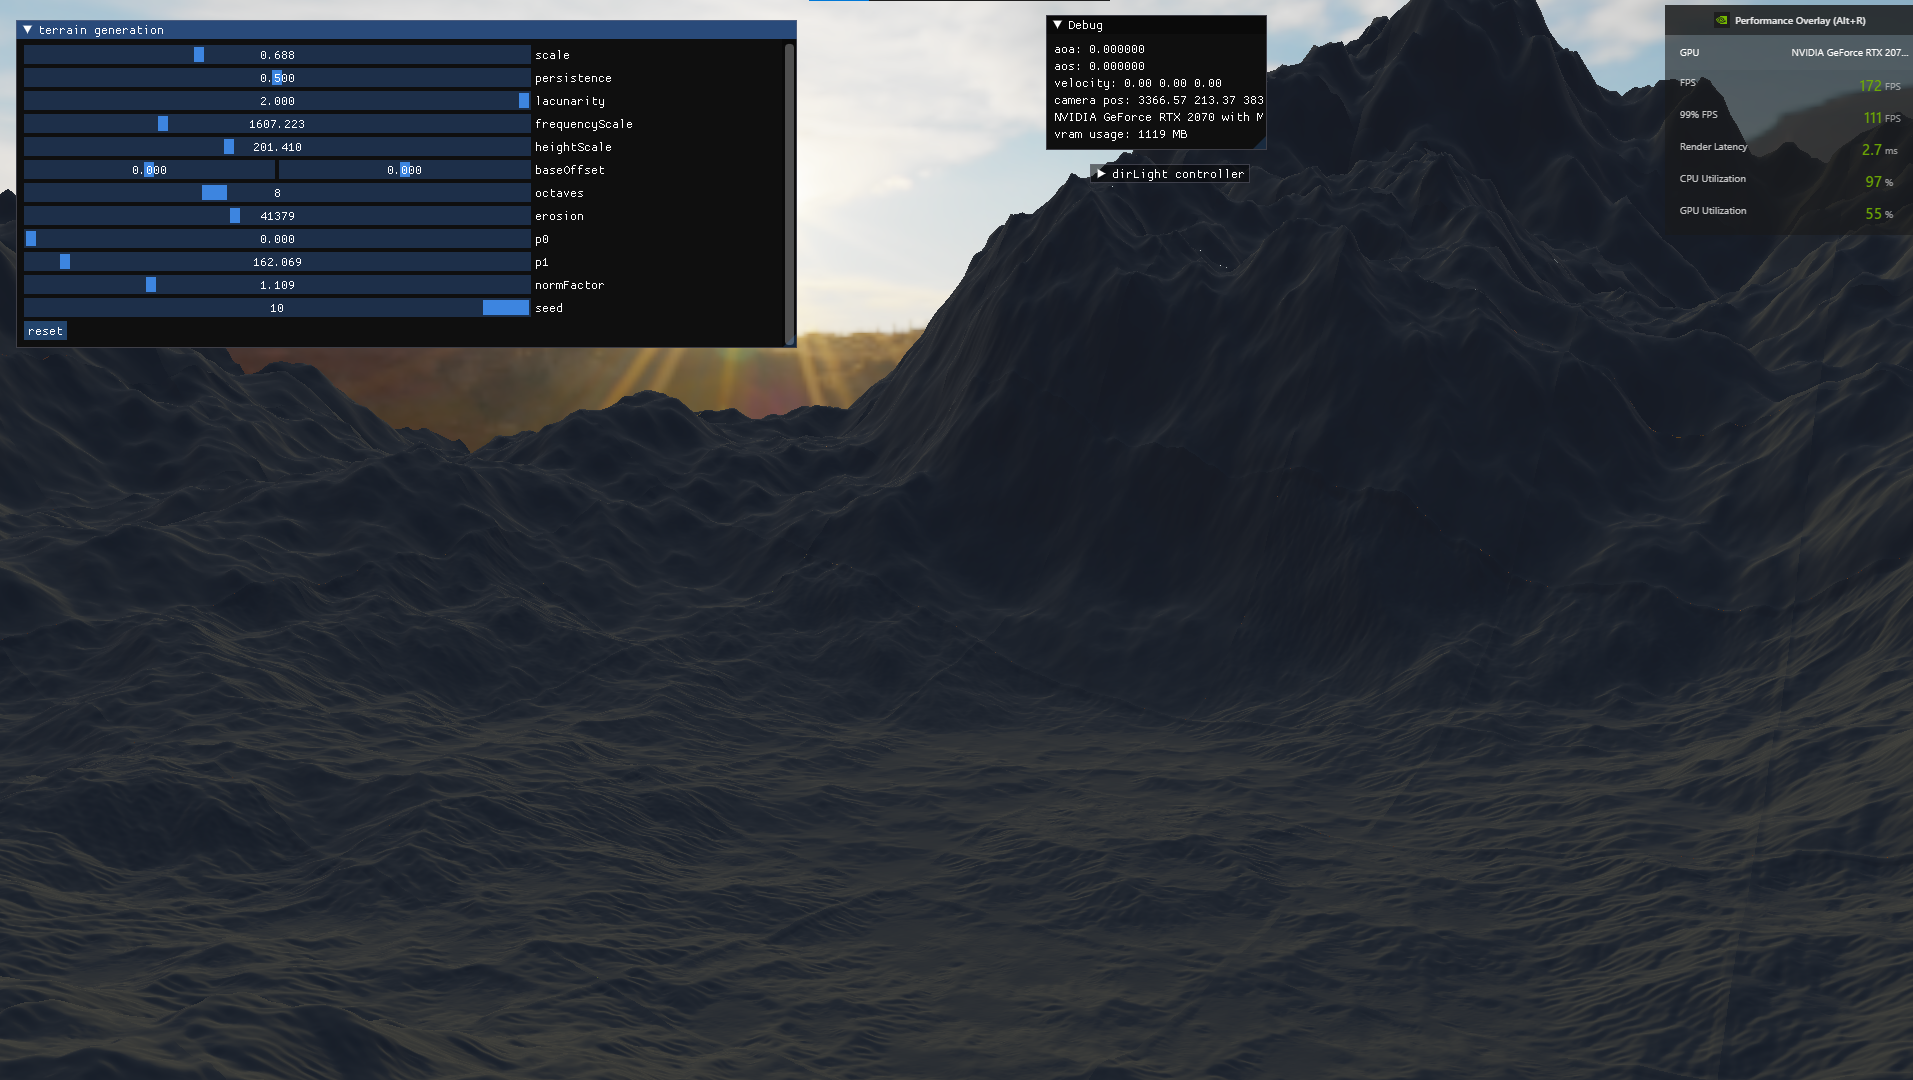 terrain generation
0.688 scale
0.500 persistence
2.000 lacunarity
1607.223 frequencyScale
201.410 heightScale
0.000 0.000 baseOffset
8 octaves
41379 erosion
0.000 p0
162.069 p1
1.109 normFactor
10 seed
reset
Debug
aoa: 0.000000
aos: 0.000000
velocity: 0.00 0.00 0.00
camera pos: 3366.57 213.37 383
NVIDIA GeForce RTX 2070 with M
vram usage: 1119 MB
dirLight controller
Performance Overlay (Alt+R)
GPU NVIDIA GeForce RTX 207...
FPS 172 FPS
99% FPS 111 FPS
Render Latency 2.7 ms
CPU Utilization 97 %
GPU Utilization 55 %